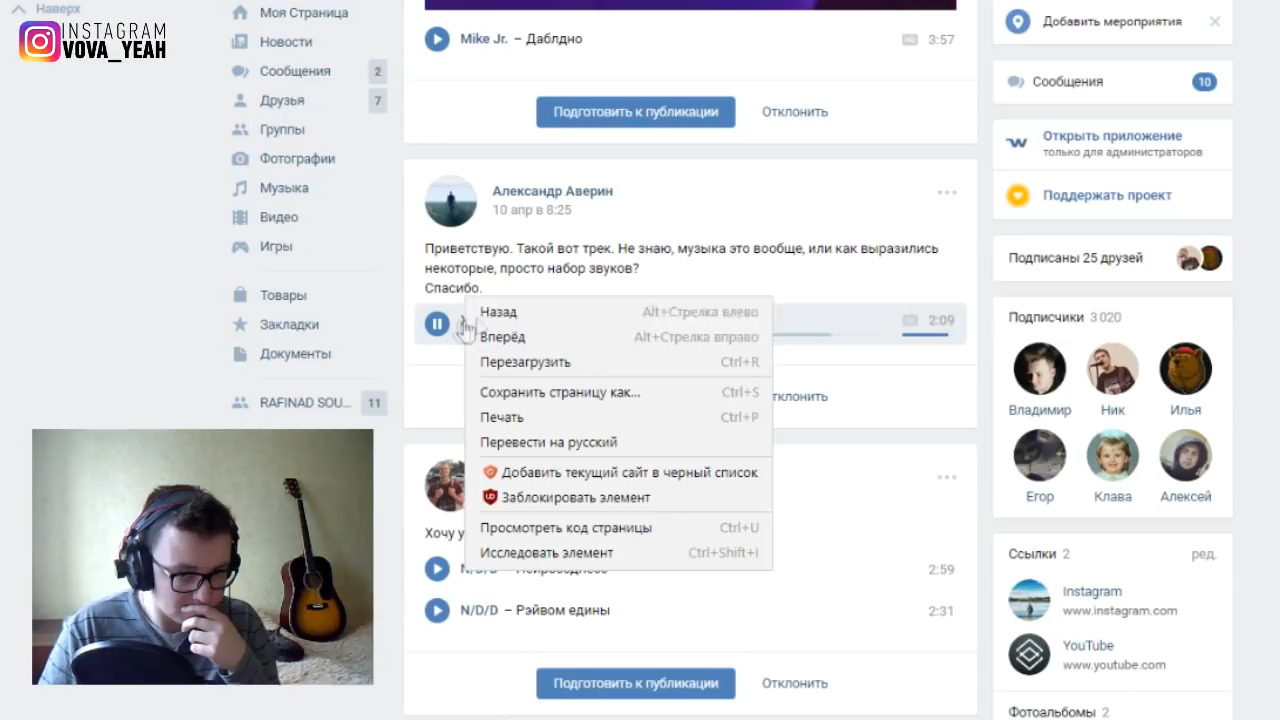 Наверх
INSTAGRAM
VOVA_YEAH
Моя Страница
Новости
Сообщения 2
Друзья 7
Группы
Фотографии
Музыка
Видео
Игры
Товары
Закладки
Документы
RAFINAD SOU... 11
Mike Jr. – Даблдно 3:57
Подготовить к публикации Отклонить
Александр Аверин
10 апр в 8:25
Приветствую. Такой вот трек. Не знаю, музыка это вообще, или как выразились
некоторые, просто набор звуков?
Спасибо.
2:09
Назад Alt+Стрелка влево
Вперёд Alt+Стрелка вправо
Перезагрузить Ctrl+R
Сохранить страницу как... Ctrl+S
Печать Ctrl+P
Перевести на русский
Добавить текущий сайт в черный список
Заблокировать элемент
Просмотреть код страницы Ctrl+U
Исследовать элемент Ctrl+Shift+I
тклонить
Хочу у
N/D/D – 2:59
N/D/D – Рэйвом едины 2:31
Подготовить к публикации Отклонить
Добавить мероприятия
Сообщения 10
Открыть приложение
только для администраторов
Поддержать проект
Подписаны 25 друзей
Подписчики 3 020
Владимир Ник Илья
Егор Клава Алексей
Ссылки 2 ред.
Instagram
www.instagram.com
YouTube
www.youtube.com
Фотоальбомы 2